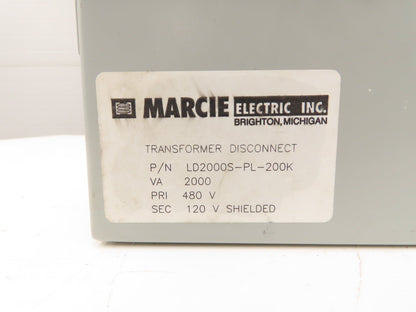 MARCIE ELECTRIC INC.
BRIGHTON, MICHIGAN
TRANSFORMER DISCONNECT
P/N LD2000S-PL-200K
VA 2000
PRI 480 V
SEC 120 V SHIELDED